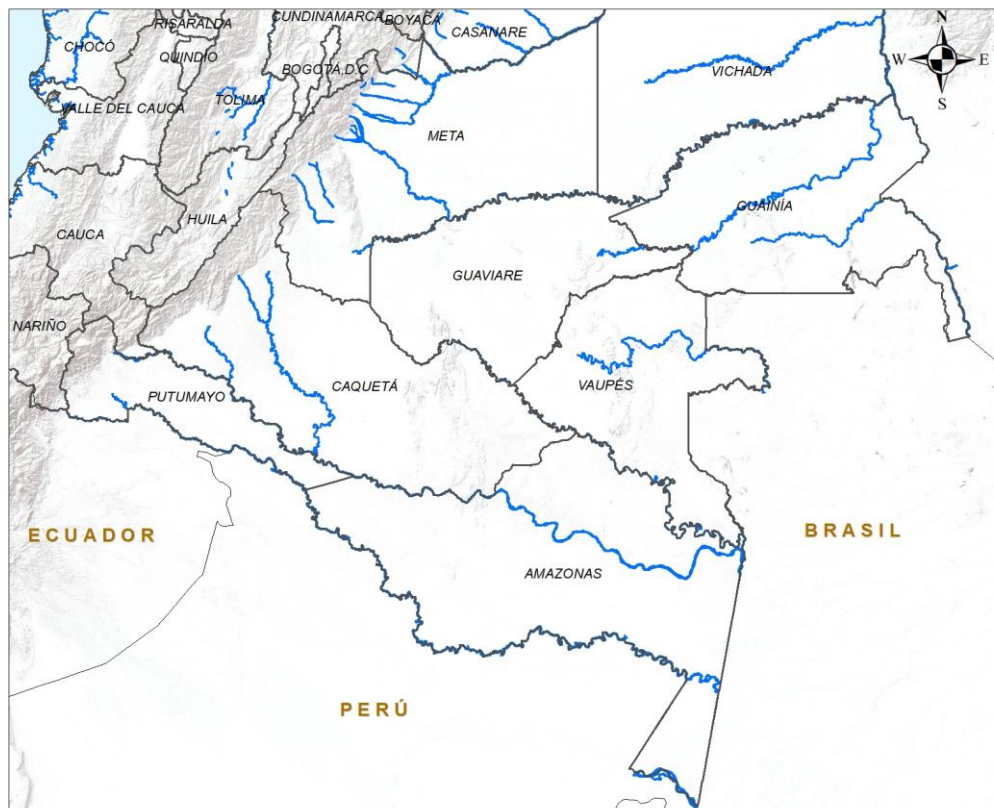 CUNDINAMARCA
BOYACÁ
RISARALDA
CASANARE
N
CHOCÓ
QUINDIO
BOGOTÁ,D.C
VICHADA
W
E
S
VALLE DEL CAUCA
TOLIMA
META
GUAINÍA
HUILA
CAUCA
GUAVIARE
NARIÑO
CAQUETÁ
VAUPÉS
PUTUMAYO
ECUADOR
BRASIL
AMAZONAS
PERÚ